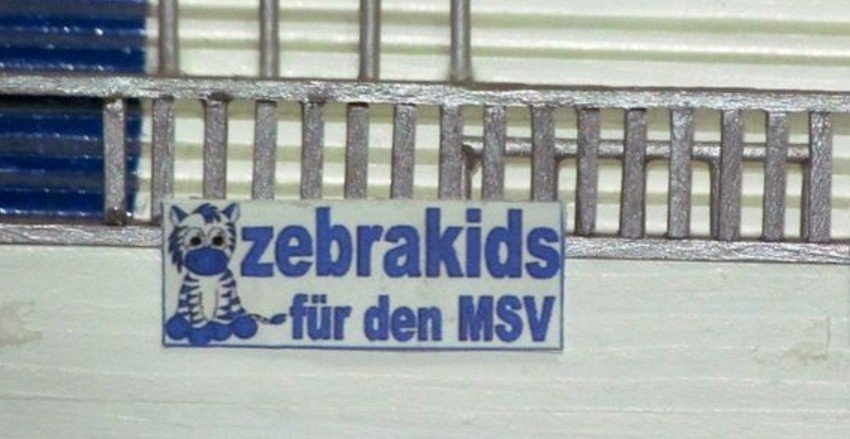 zebrakids
für den MSV